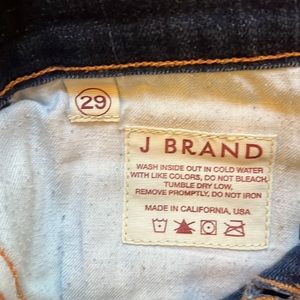 29
J BRAND
WASH INSIDE OUT IN COLD WATER
WITH LIKE COLORS, DO NOT BLEACH,
TUMBLE DRY LOW,
REMOVE PROMPTLY, DO NOT IRON
MADE IN CALIFORNIA, USA